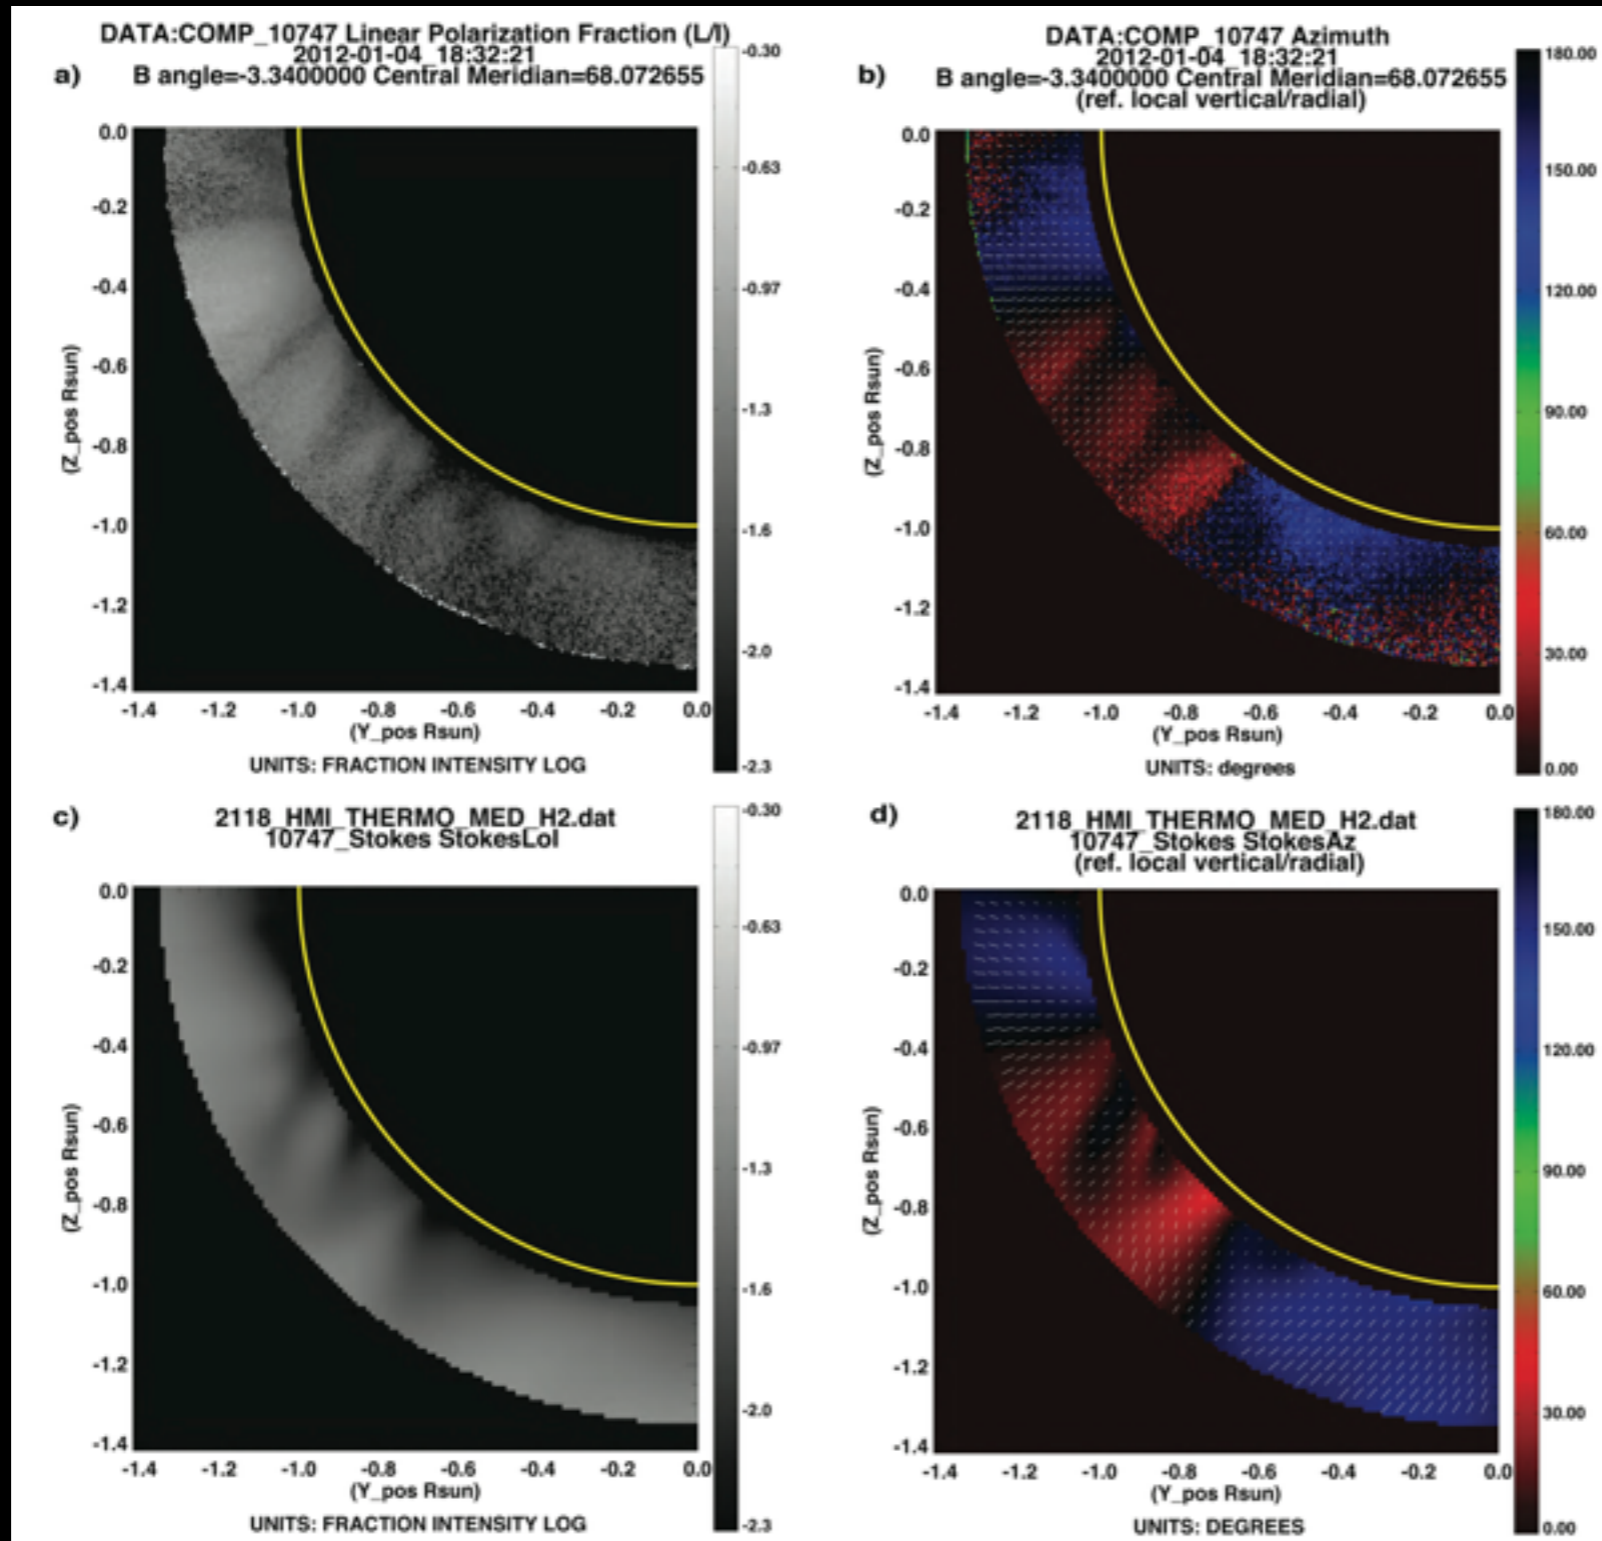 DATA:COMP_10747 Linear Polarization Fraction (L/I)
2012-01-04_18:32:21
a) B angle=-3.3400000 Central Meridian=68.072655
-0.30
-0.63
-0.97
-1.3
-1.6
-2.0
-2.3
0.0
-0.2
-0.4
-0.6
-0.8
-1.0
-1.2
-1.4
(Z_pos Rsun)
-1.4 -1.2 -1.0 -0.8 -0.6 -0.4 -0.2 0.0
(Y_pos Rsun)
UNITS: FRACTION INTENSITY LOG
DATA:COMP_10747 Azimuth
2012-01-04_18:32:21
b) B angle=-3.3400000 Central Meridian=68.072655
(ref. local vertical/radial)
180.00
150.00
120.00
90.00
60.00
30.00
0.00
0.0
-0.2
-0.4
-0.6
-0.8
-1.0
-1.2
-1.4
(Z_pos Rsun)
-1.4 -1.2 -1.0 -0.8 -0.6 -0.4 -0.2 0.0
(Y_pos Rsun)
UNITS: degrees
c) 2118_HMI_THERMO_MED_H2.dat
10747_Stokes StokesLoI
-0.30
-0.63
-0.97
-1.3
-1.6
-2.0
-2.3
0.0
-0.2
-0.4
-0.6
-0.8
-1.0
-1.2
-1.4
(Z_pos Rsun)
-1.4 -1.2 -1.0 -0.8 -0.6 -0.4 -0.2 0.0
(Y_pos Rsun)
UNITS: FRACTION INTENSITY LOG
d) 2118_HMI_THERMO_MED_H2.dat
10747_Stokes StokesAz
(ref. local vertical/radial)
180.00
150.00
120.00
90.00
60.00
30.00
0.00
0.0
-0.2
-0.4
-0.6
-0.8
-1.0
-1.2
-1.4
(Z_pos Rsun)
-1.4 -1.2 -1.0 -0.8 -0.6 -0.4 -0.2 0.0
(Y_pos Rsun)
UNITS: DEGREES